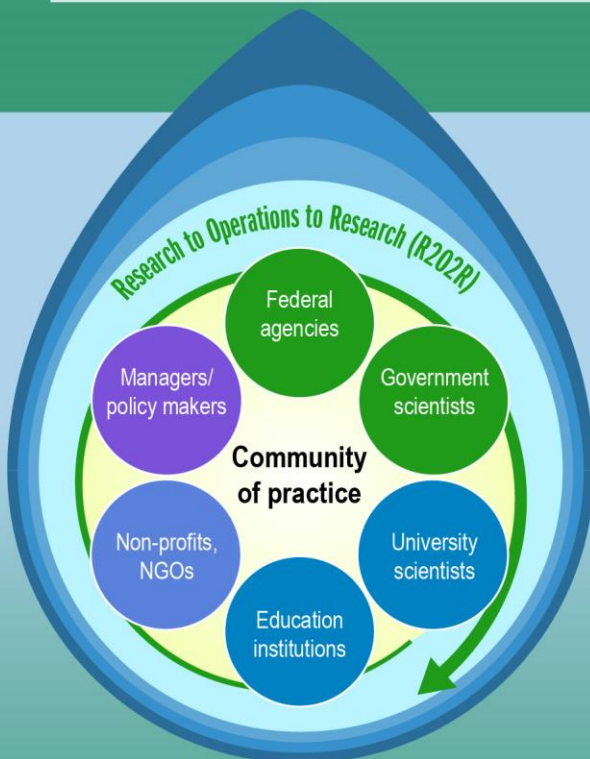 Research to Operations to Research (R202R)
Federal
agencies
Government
scientists
University
scientists
Education
institutions
Non-profits,
NGOs
Managers/
policy makers
Community
of practice